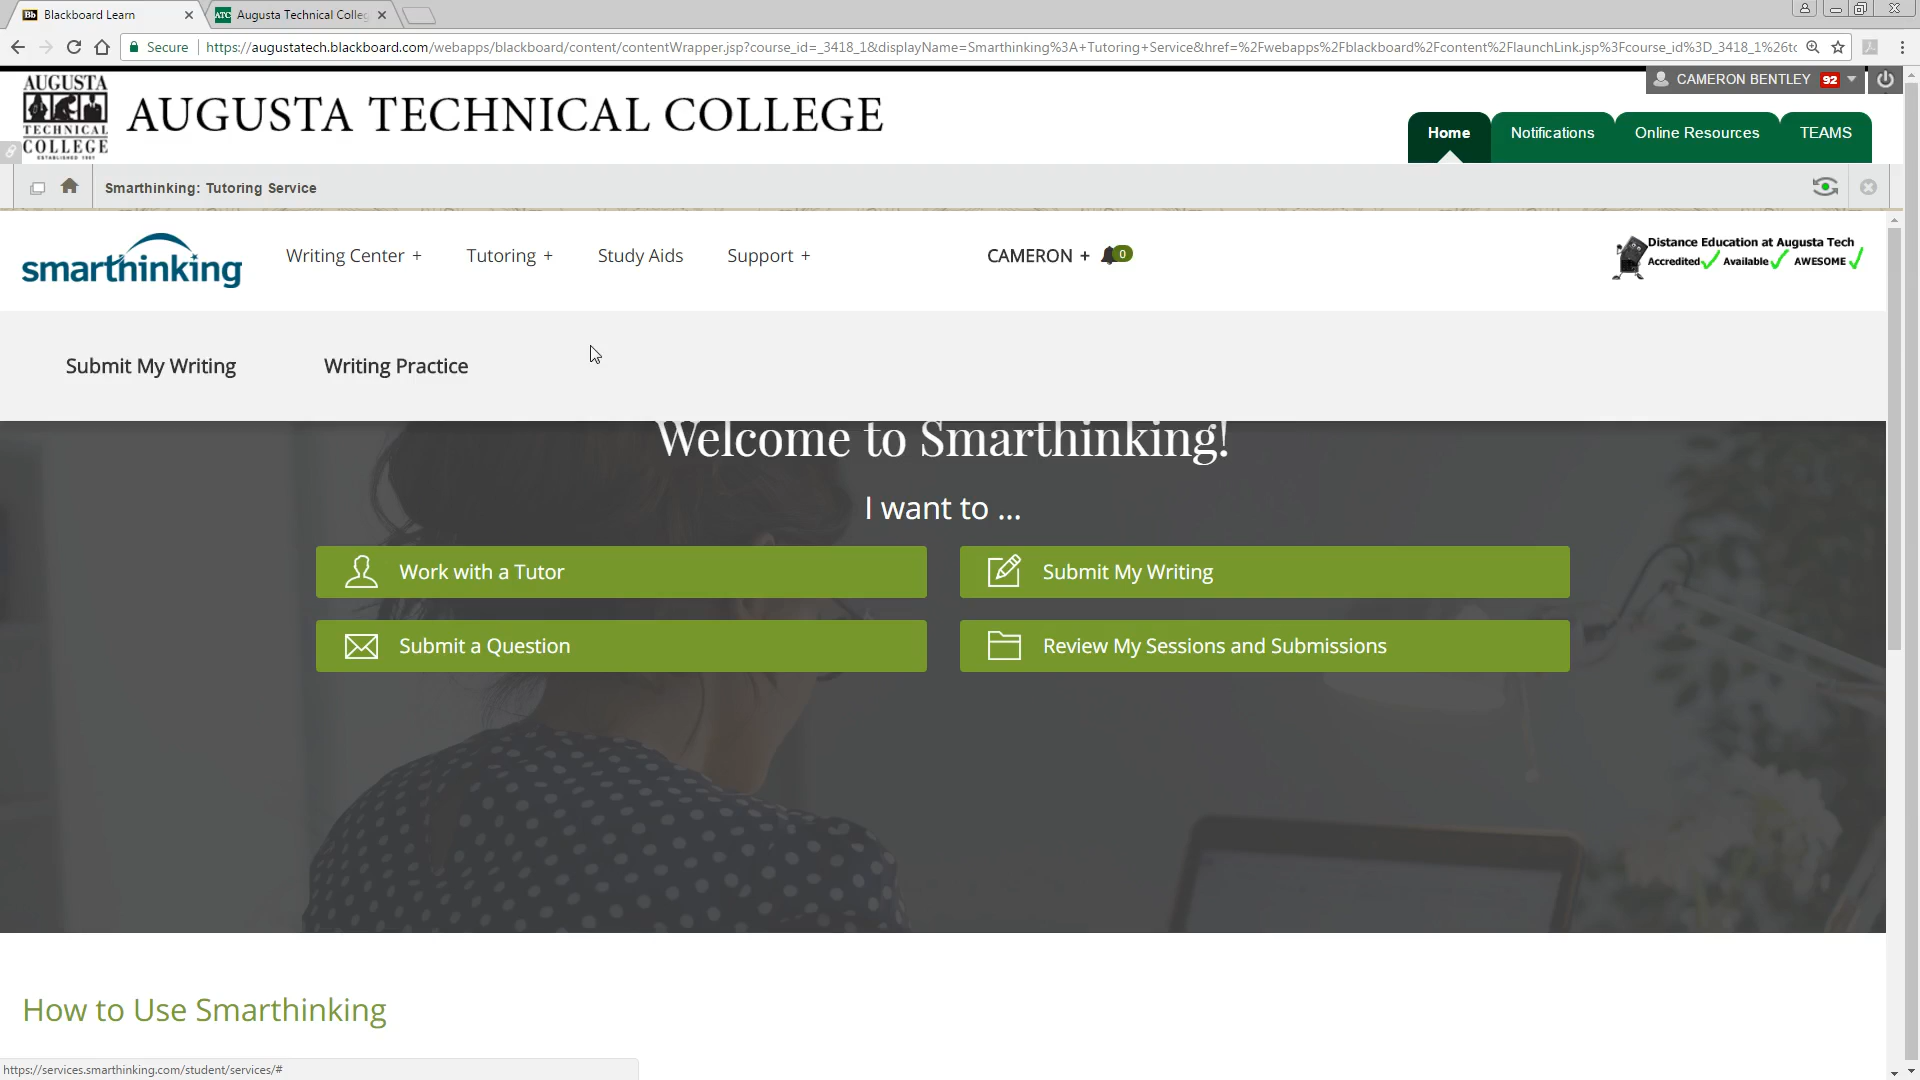 Blackboard Learn
ATC Augusta Technical Colleg
Secure https://augustatech.blackboard.com/webapps/blackboard/content/contentWrapper.jsp?course_id=_3418_1&displayName=Smarthinking%3A+Tutoring+Service&href=%2Fwebapps%2Fblackboard%2Fcontent%2FlaunchLink.jsp%3Fcourse_id%3D_3418_1%26to
CAMERON BENTLEY 92
AUGUSTA
TECHNICAL
COLLEGE
AUGUSTA TECHNICAL COLLEGE
Home Notifications Online Resources TEAMS
Smarthinking: Tutoring Service
smarthinking
Writing Center + Tutoring + Study Aids Support + CAMERON + 0
Distance Education at Augusta Tech
Accredited Available AWESOME
Submit My Writing Writing Practice
Welcome to Smarthinking!
I want to ...
Work with a Tutor Submit My Writing
Submit a Question Review My Sessions and Submissions
How to Use Smarthinking
https://services.smarthinking.com/student/services/#